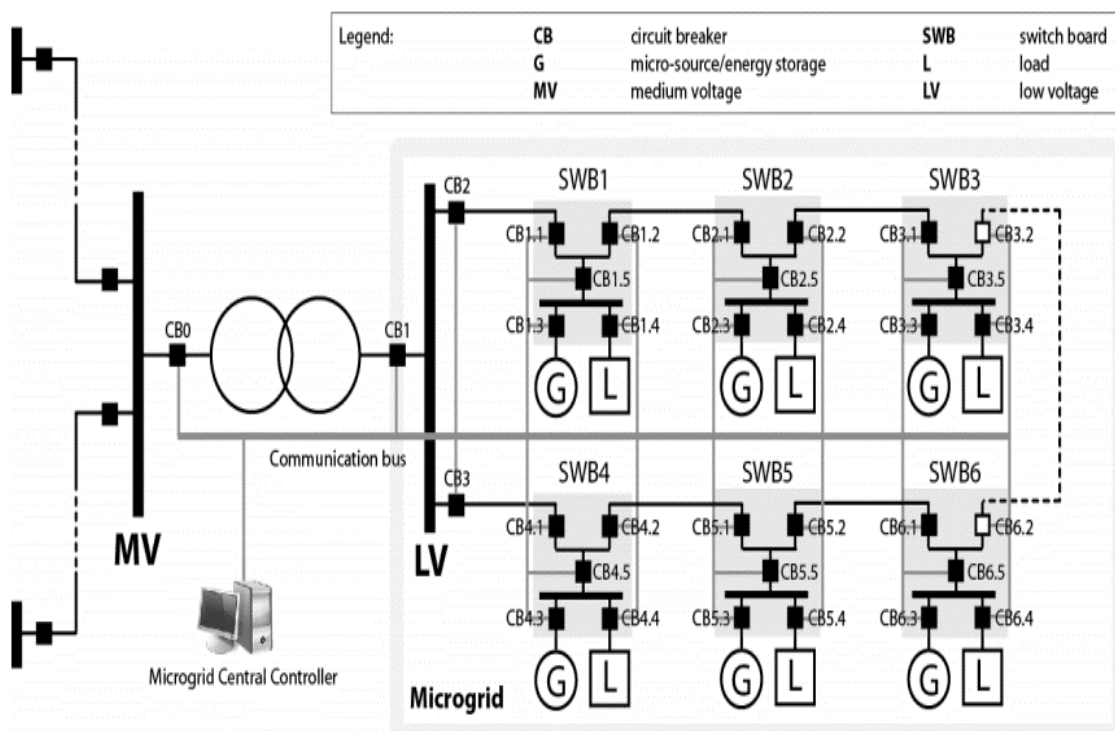 Legend: CB circuit breaker SWB switch board
G micro-source/energy storage L load
MV medium voltage LV low voltage
CB2 SWB1 SWB2 SWB3
CB1.1 CB1.2 CB2.1 CB2.2 CB3.1 CB3.2
CB1.5 CB2.5 CB3.5
CB1.3 CB1.4 CB2.3 CB2.4 CB3.3 CB3.4
CB0 CB1
G L G L G L
Communication bus
CB3 SWB4 SWB5 SWB6
CB4.1 CB4.2 CB5.1 CB5.2 CB6.1 CB6.2
MV LV
CB4.5 CB5.5 CB6.5
CB4.3 CB4.4 CB5.3 CB5.4 CB6.3 CB6.4
Microgrid Central Controller
G L G L G L
Microgrid